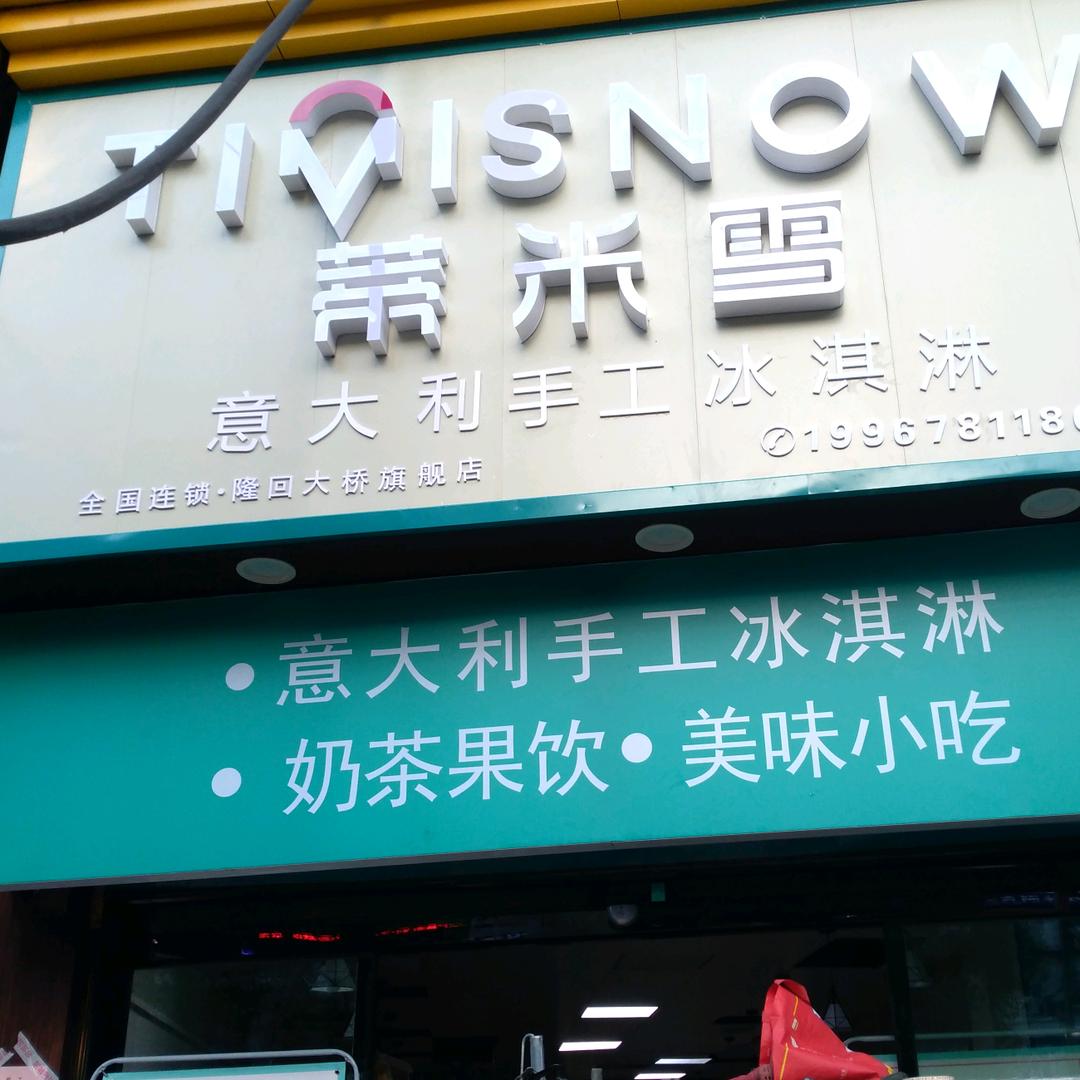 TIMISNOW
蒂米雪
意大利手工冰淇淋
1996781180
全国连锁·隆回大桥旗舰店
•意大利手工冰淇淋
•奶茶果饮•美味小吃